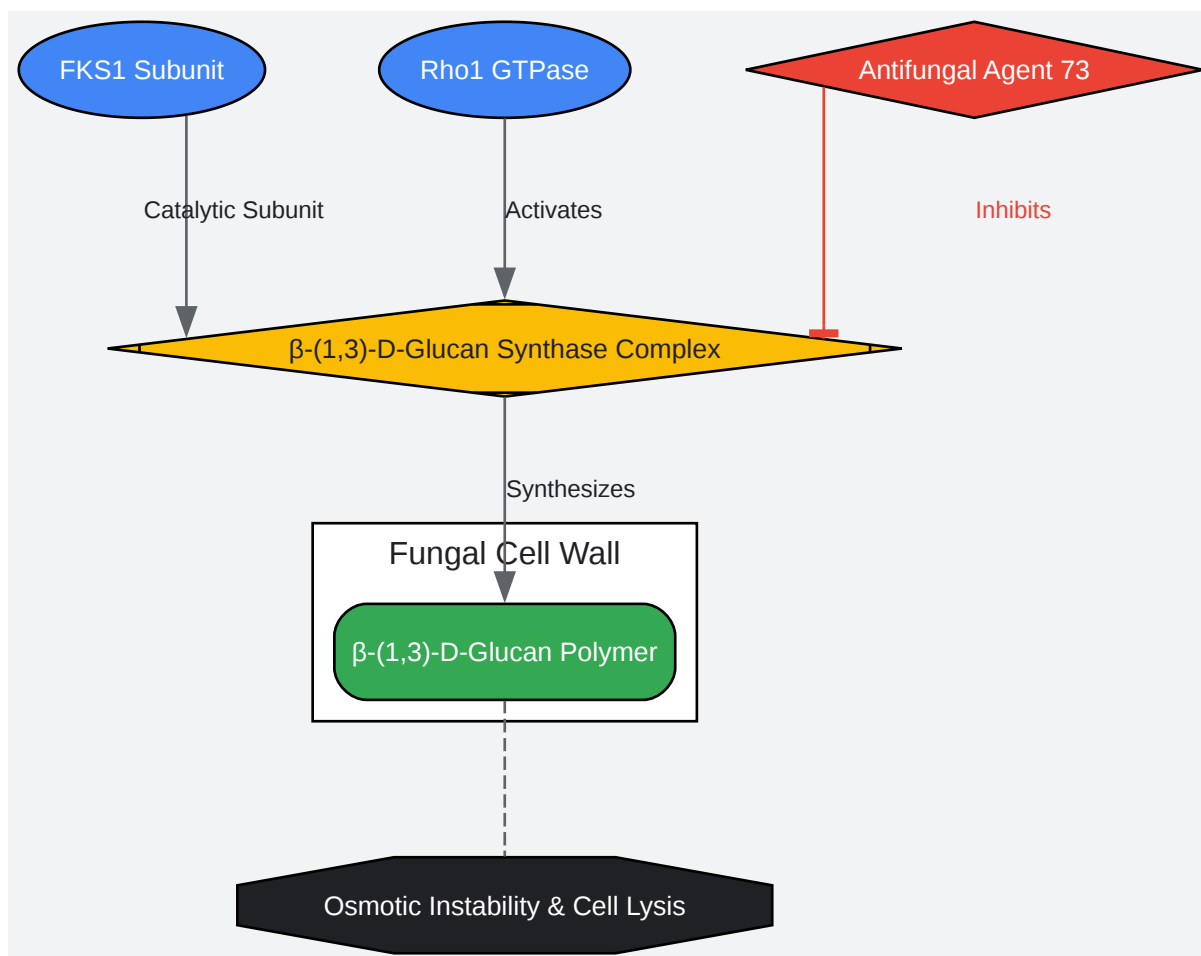 FKS1 Subunit
Rho1 GTPase
Antifungal Agent 73
Catalytic Subunit
Activates
Inhibits
β-(1,3)-D-Glucan Synthase Complex
Synthesizes
Fungal Cell Wall
β-(1,3)-D-Glucan Polymer
Osmotic Instability & Cell Lysis